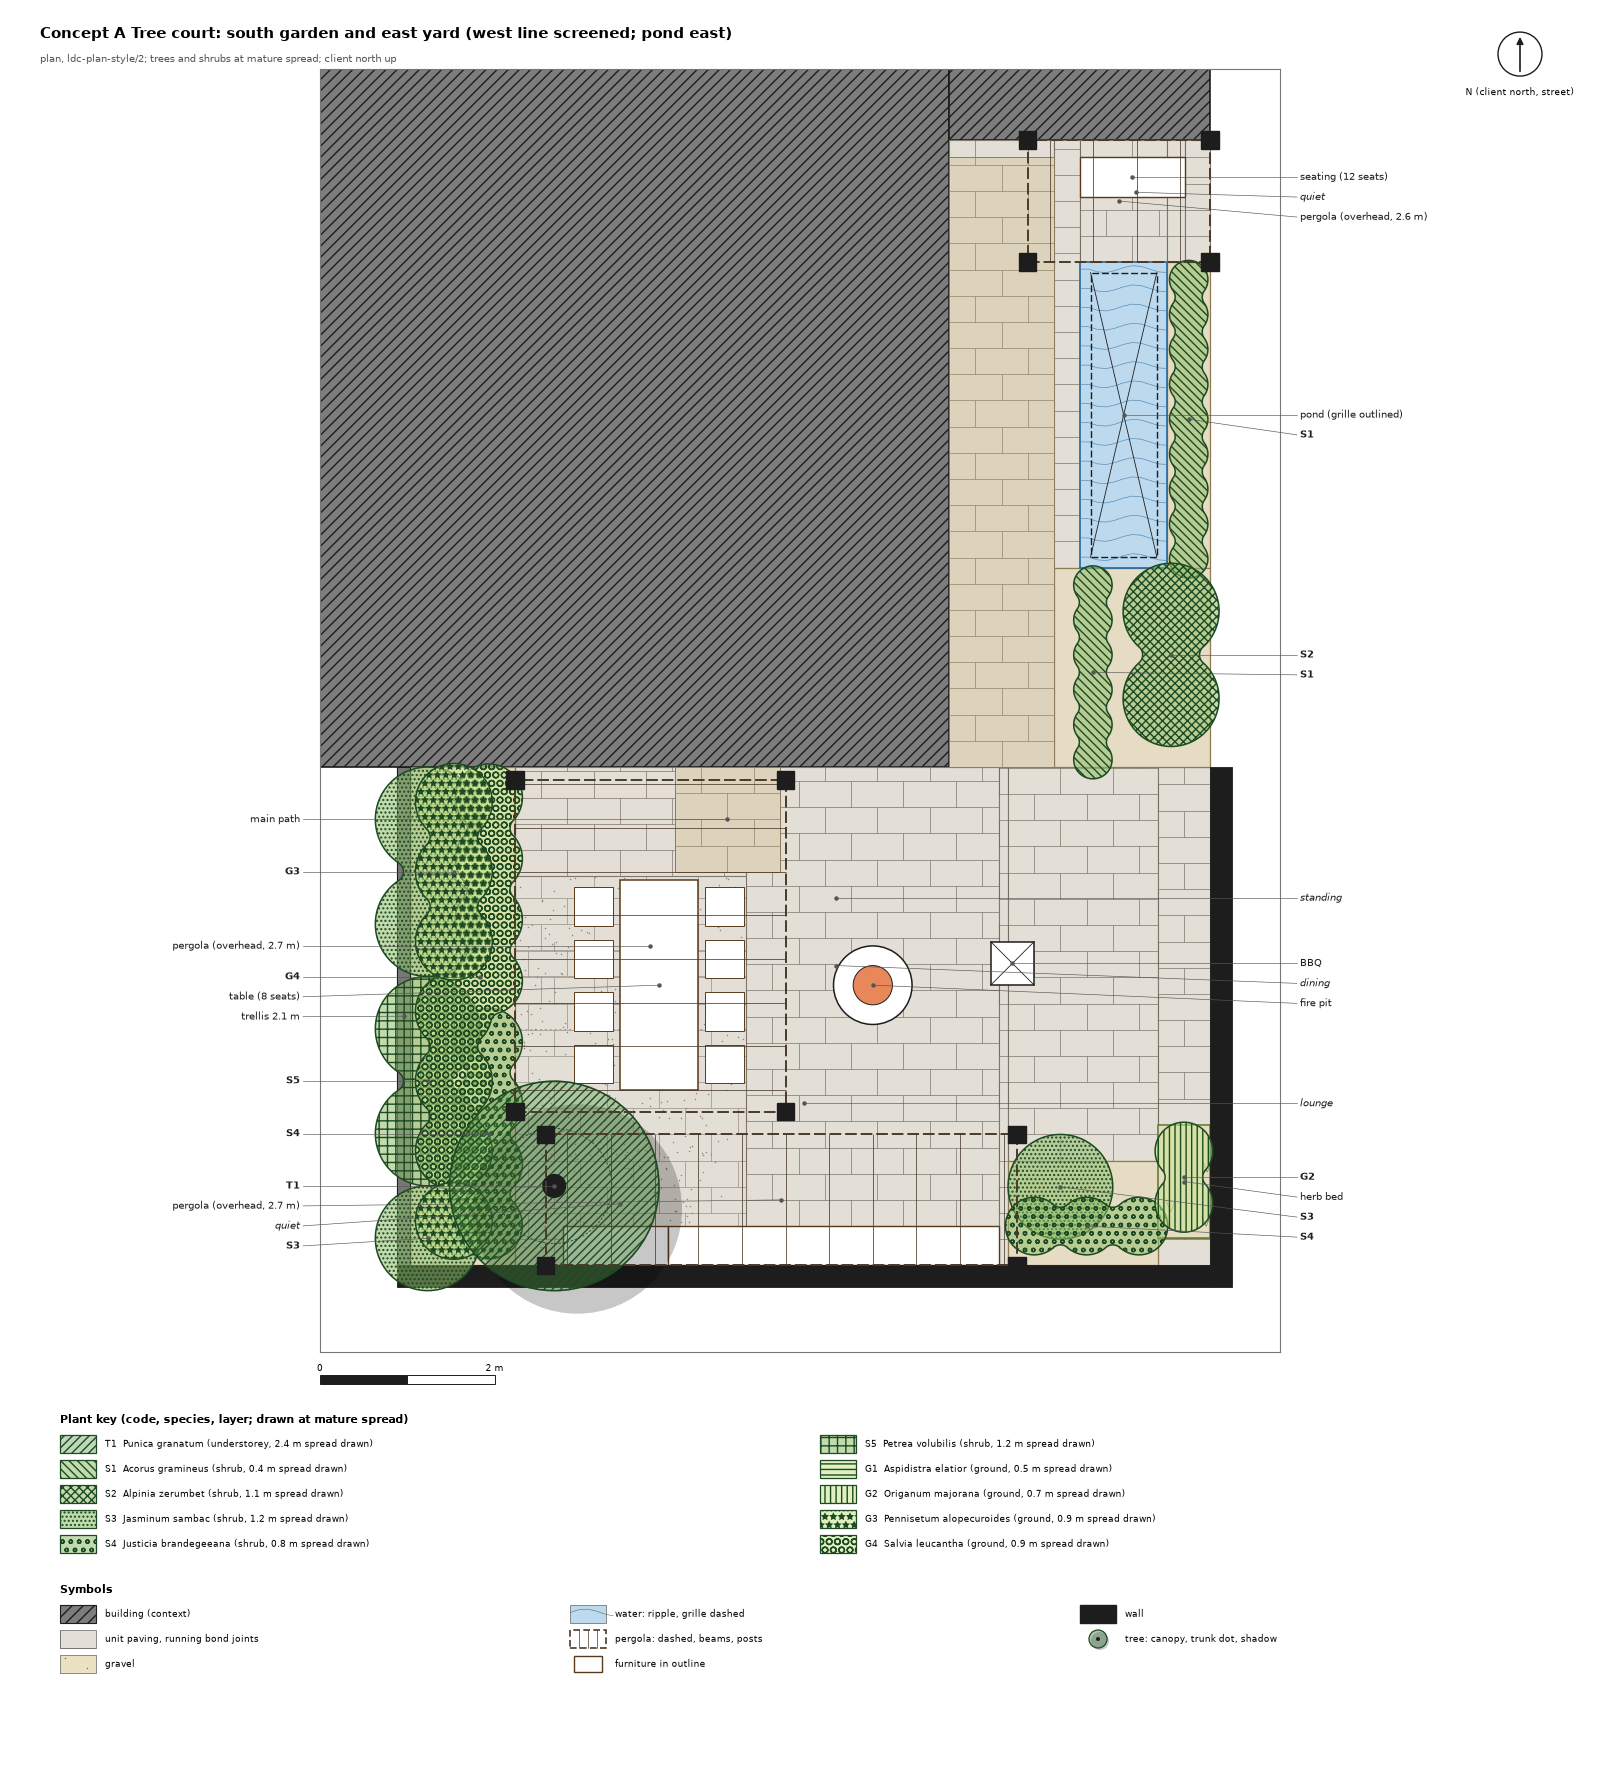 Concept A Tree court: south garden and east yard (west line screened; pond east)
plan, ldc-plan-style/2; trees and shrubs at mature spread; client north up
N (client north, street)
seating (12 seats)
quiet
pergola (overhead, 2.6 m)
pond (grille outlined)
S1
S2
S1
main path
G3
pergola (overhead, 2.7 m)
G4
table (8 seats)
trellis 2.1 m
S5
S4
T1
pergola (overhead, 2.7 m)
quiet
S3
standing
BBQ
dining
fire pit
lounge
G2
herb bed
S3
S4
0
2 m
Plant key (code, species, layer; drawn at mature spread)
T1 Punica granatum (understorey, 2.4 m spread drawn)
S1 Acorus gramineus (shrub, 0.4 m spread drawn)
S2 Alpinia zerumbet (shrub, 1.1 m spread drawn)
S3 Jasminum sambac (shrub, 1.2 m spread drawn)
S4 Justicia brandegeeana (shrub, 0.8 m spread drawn)
S5 Petrea volubilis (shrub, 1.2 m spread drawn)
G1 Aspidistra elatior (ground, 0.5 m spread drawn)
G2 Origanum majorana (ground, 0.7 m spread drawn)
G3 Pennisetum alopecuroides (ground, 0.9 m spread drawn)
G4 Salvia leucantha (ground, 0.9 m spread drawn)
Symbols
building (context)
unit paving, running bond joints
gravel
water: ripple, grille dashed
pergola: dashed, beams, posts
furniture in outline
wall
tree: canopy, trunk dot, shadow